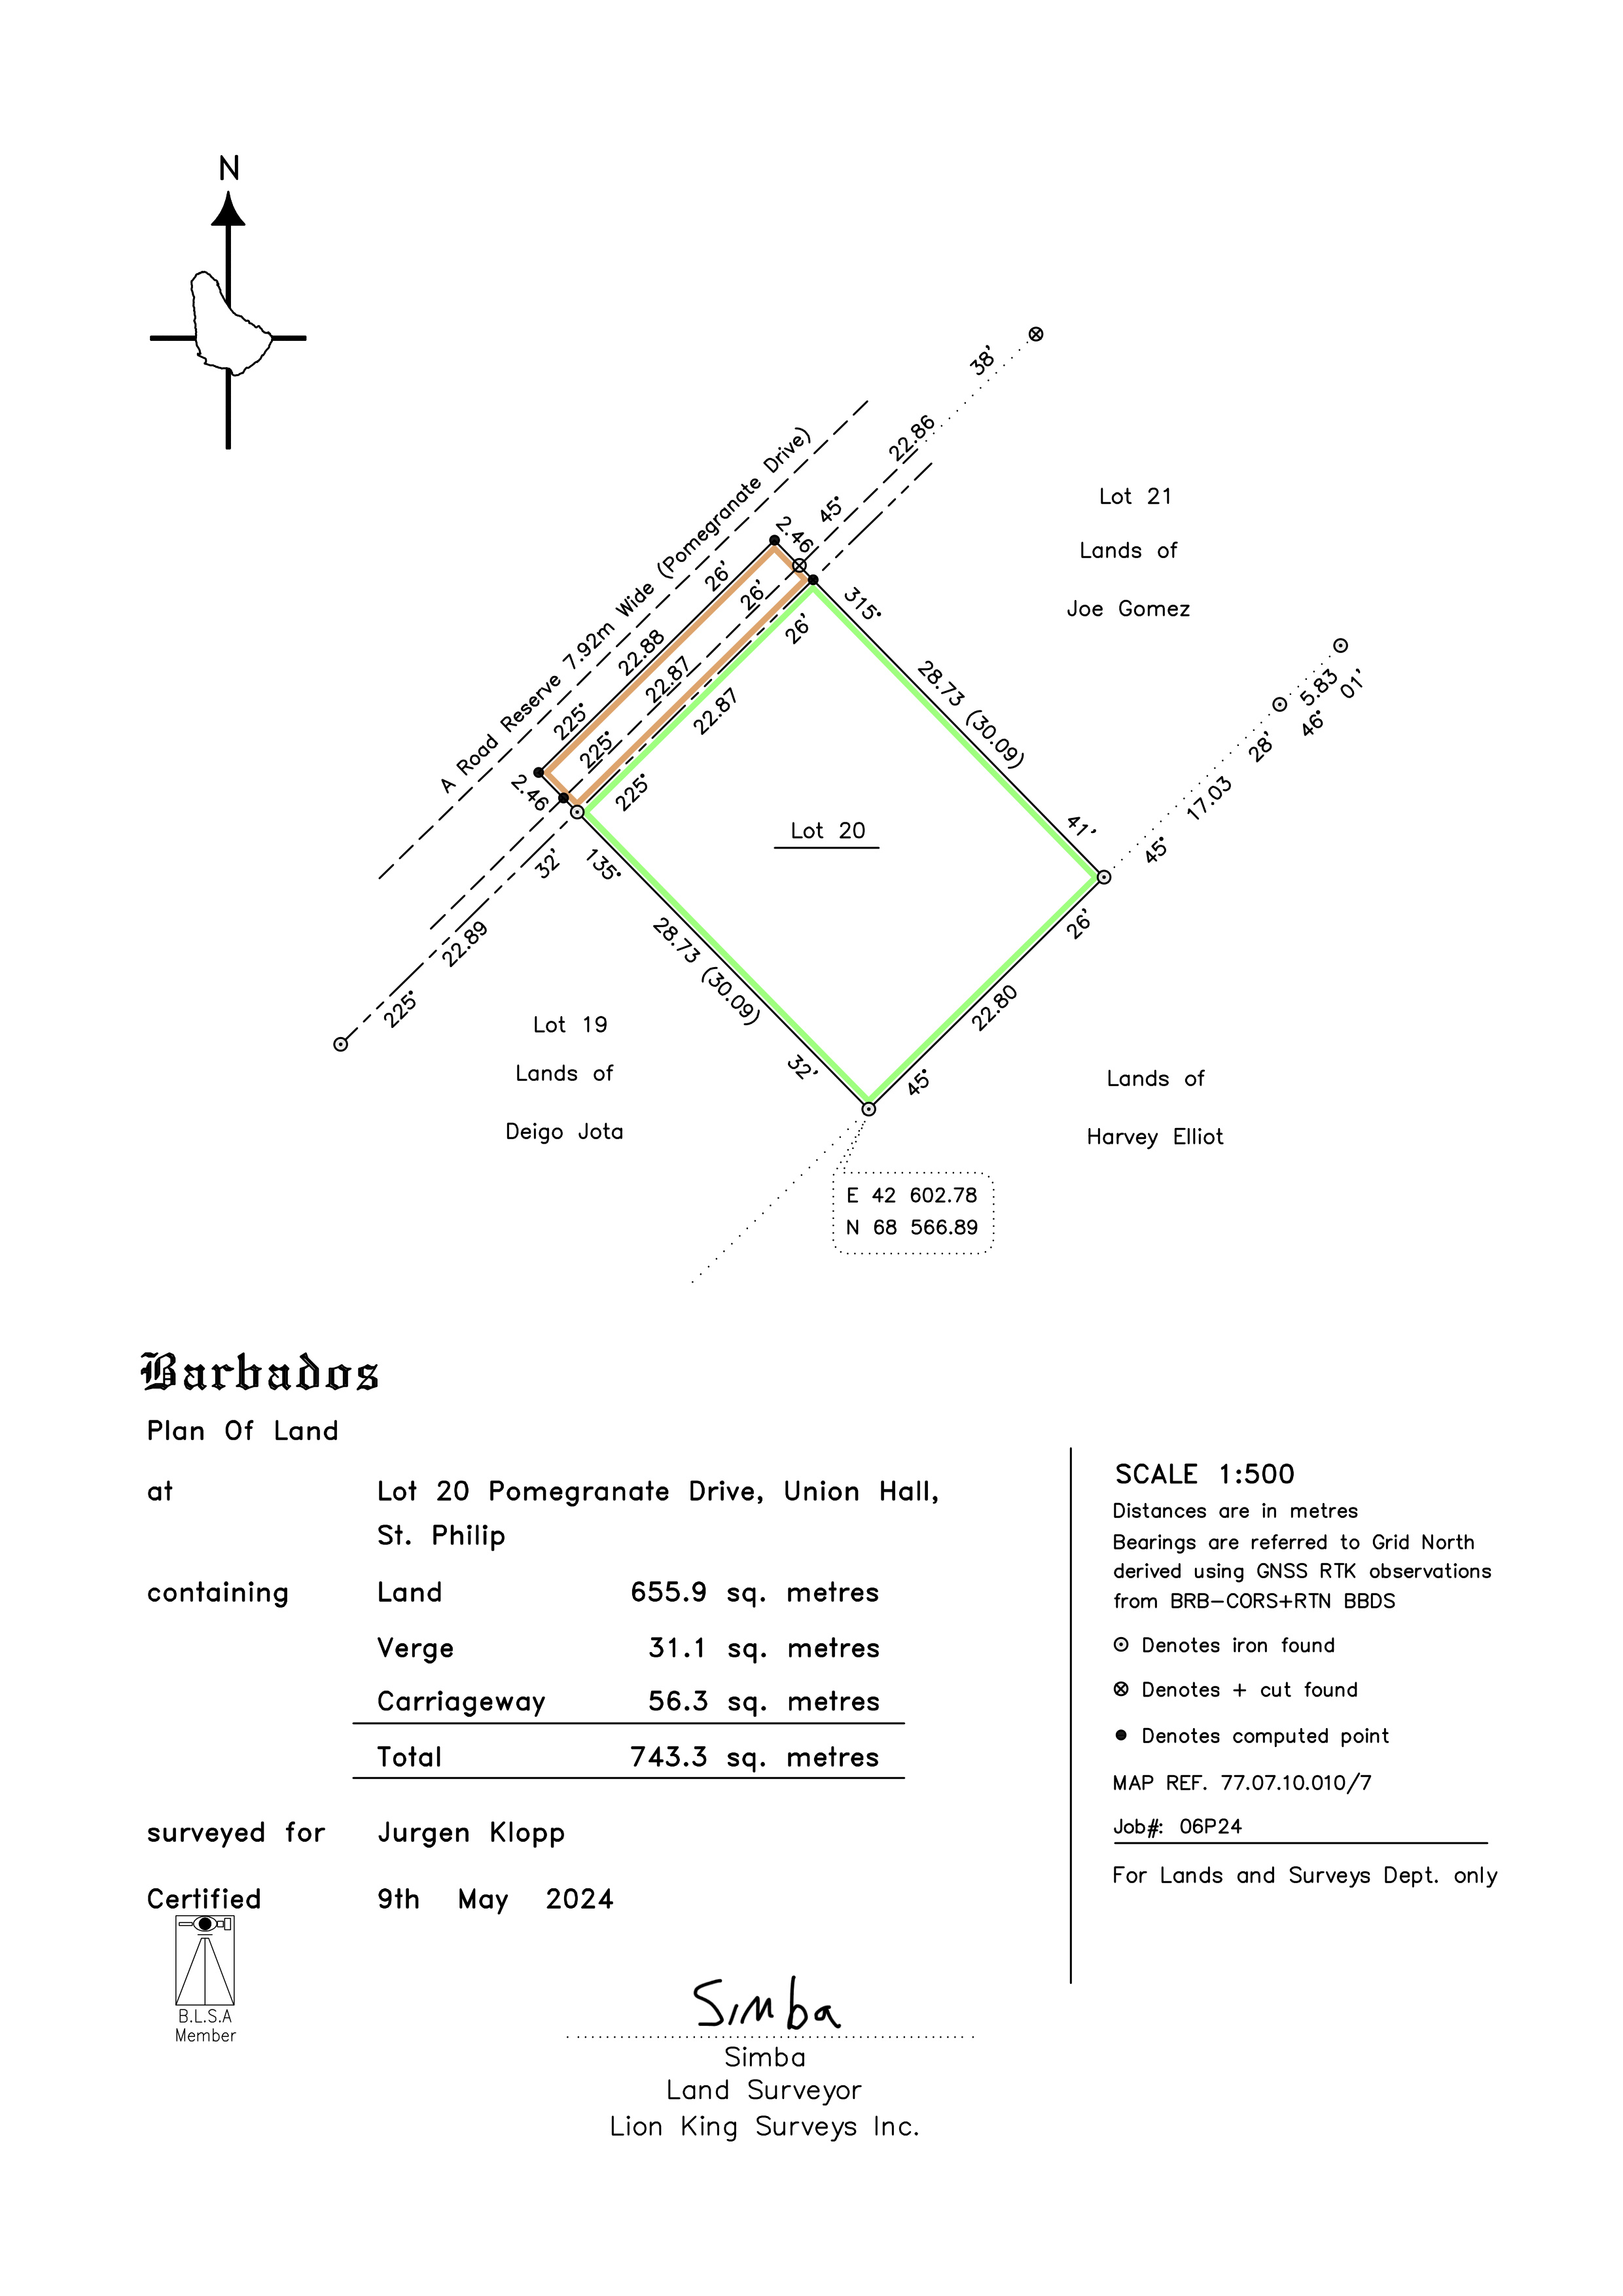 N
A Road Reserve 7.92m Wide (Pomegranate Drive)
38'
22.86
45°
2.46
26'
22.88
225°
26'
22.87
225°
26'
22.87
225°
2.46
315°
28.73 (30.09)
41'
Lot 21
Lands of
Joe Gomez
5.83
01'
46°
28'
17.03
45°
Lot 20
32'
22.89
225°
135°
28.73 (30.09)
32'
26'
22.80
45°
Lot 19
Lands of
Deigo Jota
Lands of
Harvey Elliot
E 42 602.78
N 68 566.89
Barbados
Plan Of Land
at Lot 20 Pomegranate Drive, Union Hall,
St. Philip
containing Land 655.9 sq. metres
Verge 31.1 sq. metres
Carriageway 56.3 sq. metres
Total 743.3 sq. metres
surveyed for Jurgen Klopp
Certified 9th May 2024
B.L.S.A
Member
Simba
Simba
Land Surveyor
Lion King Surveys Inc.
SCALE 1:500
Distances are in metres
Bearings are referred to Grid North
derived using GNSS RTK observations
from BRB-CORS+RTN BBDS
Denotes iron found
Denotes + cut found
Denotes computed point
MAP REF. 77.07.10.010/7
Job#: 06P24
For Lands and Surveys Dept. only